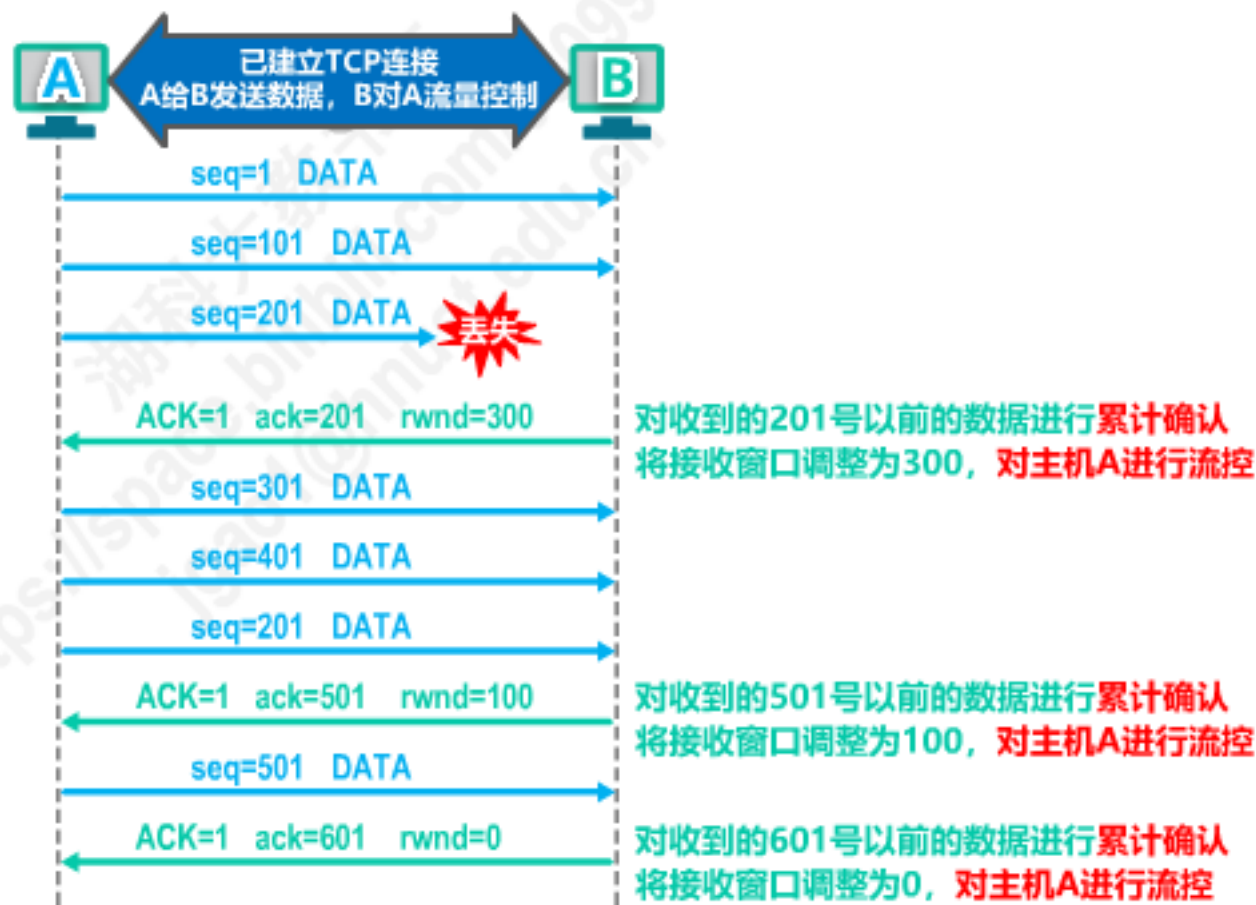 已建立TCP连接
A
A给B发送数据，B对A流量控制
B
seq=1 DATA
seq=101 DATA
seq=201 DATA
丢失
ACK=1 ack=201 rwnd=300
对收到的201号以前的数据进行累计确认
将接收窗口调整为300，对主机A进行流控
seq=301 DATA
seq=401 DATA
seq=201 DATA
ACK=1 ack=501 rwnd=100
对收到的501号以前的数据进行累计确认
将接收窗口调整为100，对主机A进行流控
seq=501 DATA
ACK=1 ack=601 rwnd=0
对收到的601号以前的数据进行累计确认
将接收窗口调整为0，对主机A进行流控